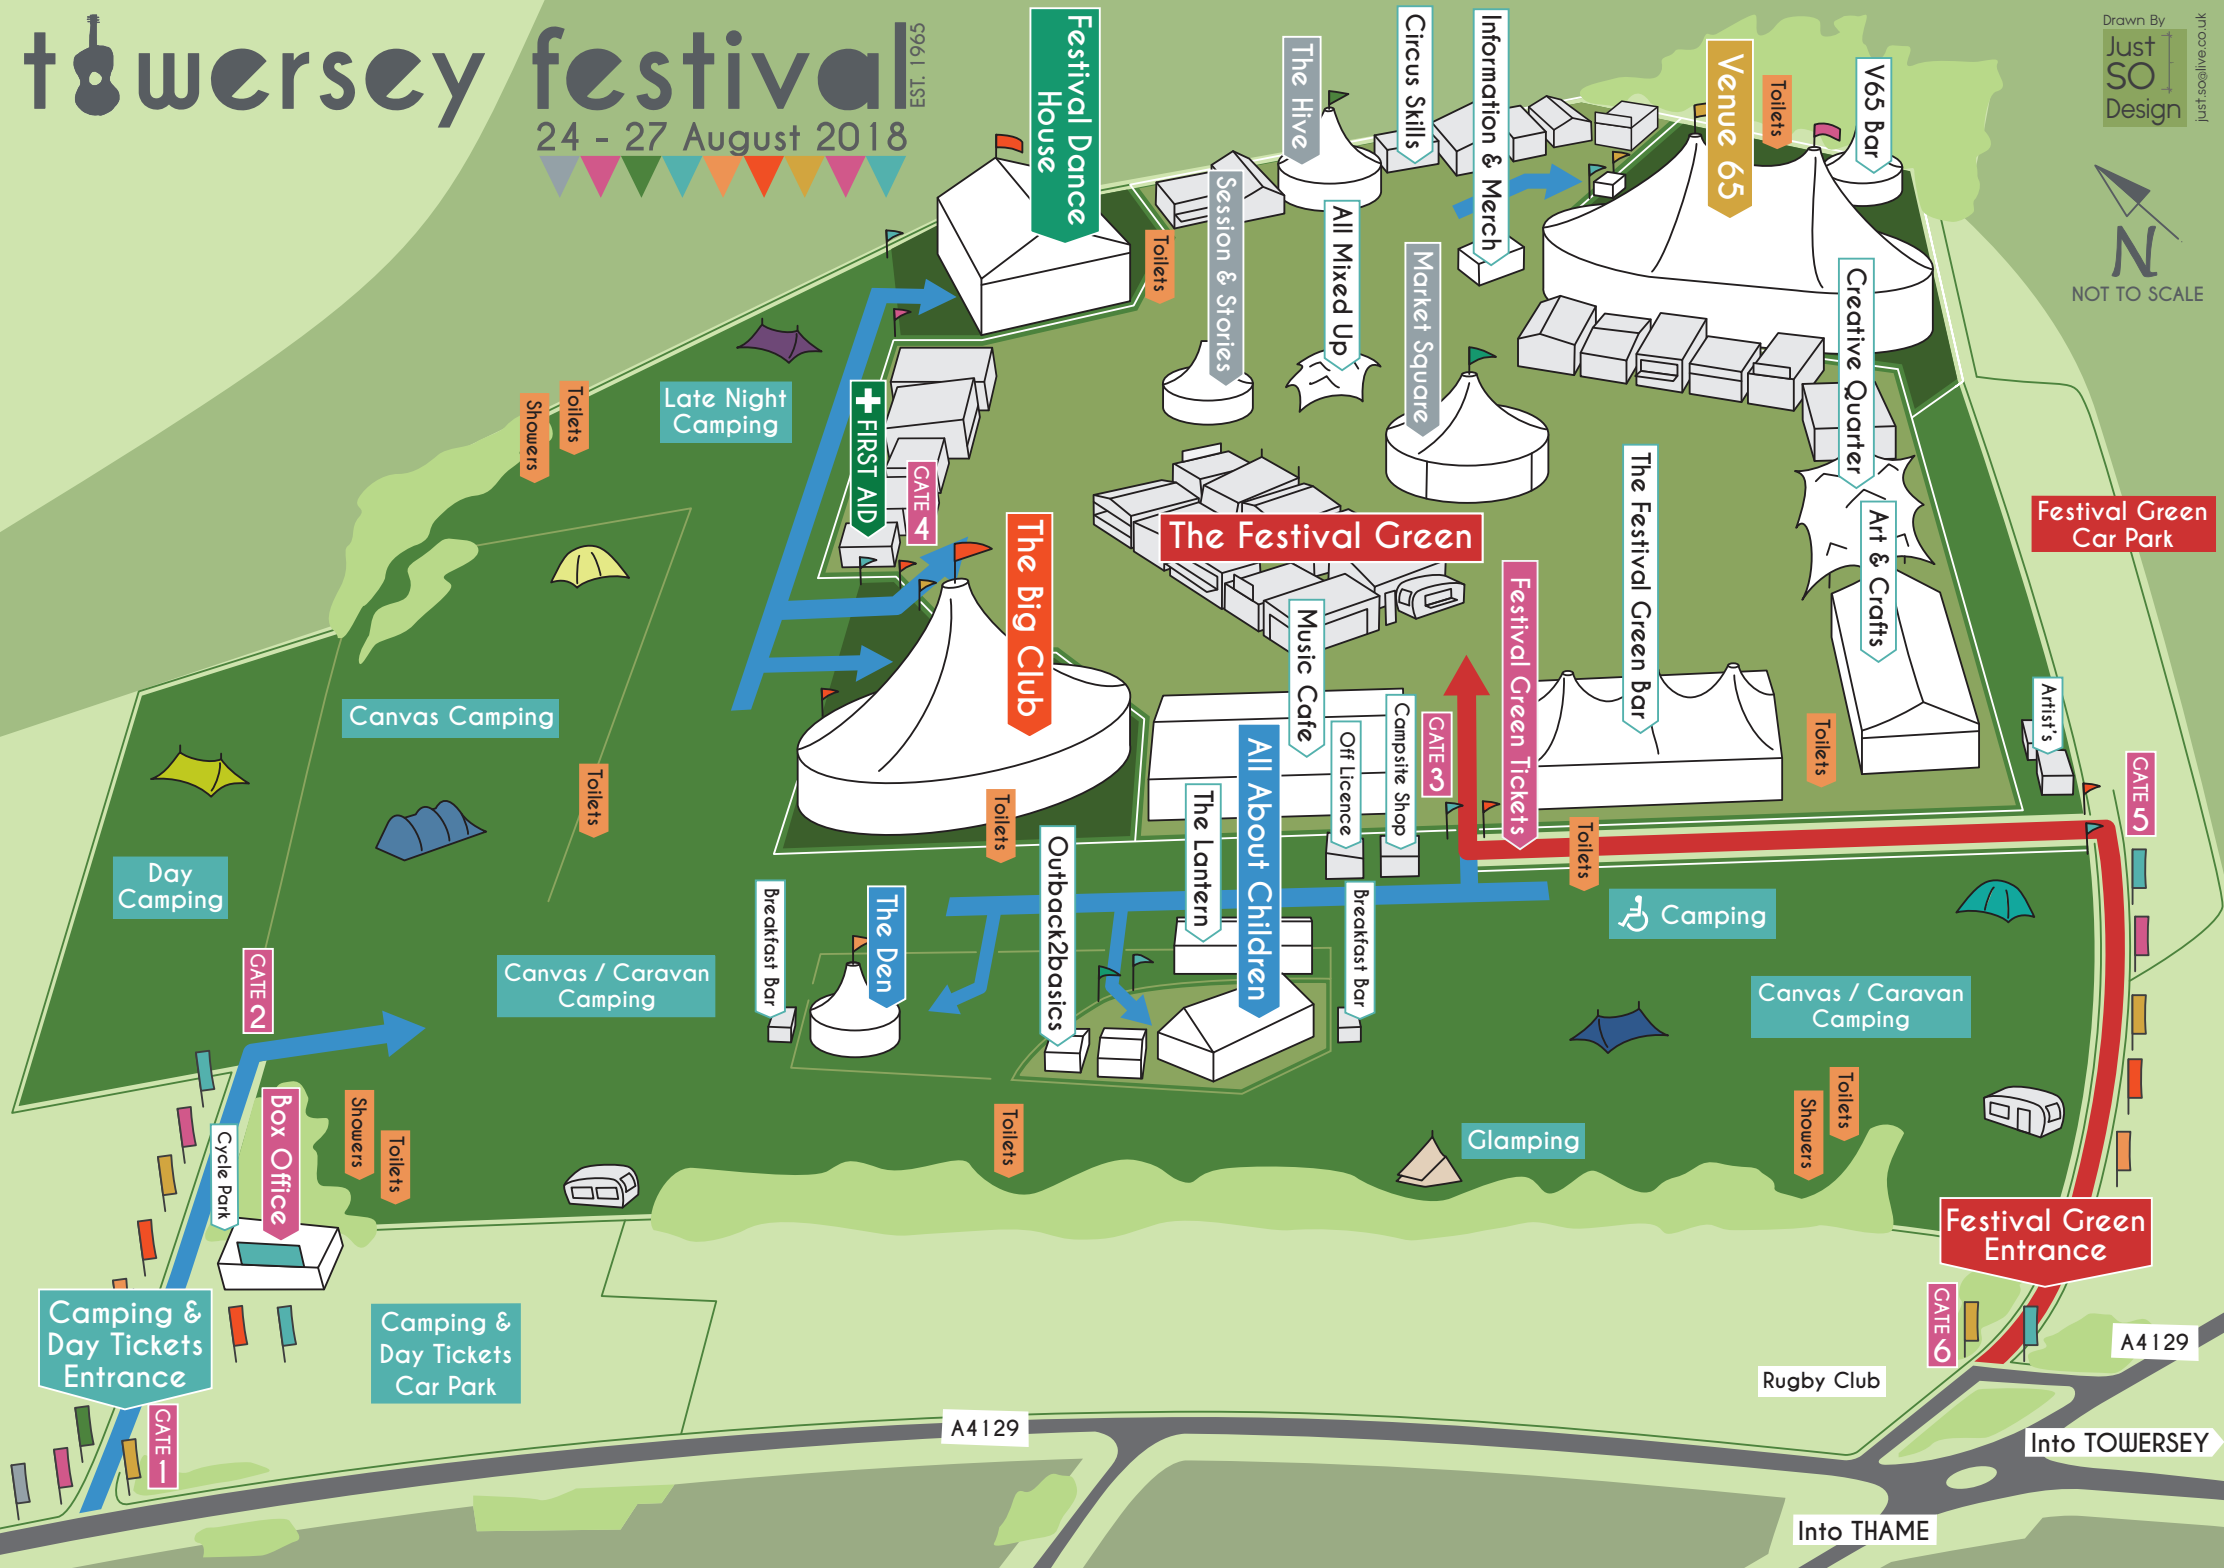 towersey festival
EST. 1965
24 - 27 August 2018
Drawn By
Just
SO
Design
just.so@live.co.uk
N
NOT TO SCALE
Festival Dance
House
The Hive
Circus Skills
Information & Merch
Venue 65
Toilets
V65 Bar
Toilets
Session & Stories
All Mixed Up
Market Square
Creative Quarter
Late Night
Camping
Showers
Toilets
FIRST AID
GATE 4
The Big Club
The Festival Green
The Festival Green Bar
Art & Crafts
Festival Green
Car Park
Festival Green Tickets
Music Cafe
Canvas Camping
Campsite Shop
Off Licence
GATE 3
Toilets
Artist's
GATE 5
Toilets
Toilets
All About Children
The Lantern
Outback2basics
Toilets
Day
Camping
Breakfast Bar
The Den
Breakfast Bar
Camping
GATE 2
Canvas / Caravan
Camping
Canvas / Caravan
Camping
Box Office
Cycle Park
Showers
Toilets
Toilets
Glamping
Showers
Toilets
Festival Green
Entrance
Camping &
Day Tickets
Entrance
Camping &
Day Tickets
Car Park
GATE 6
A4129
Rugby Club
GATE 1
A4129
Into TOWERSEY
Into THAME